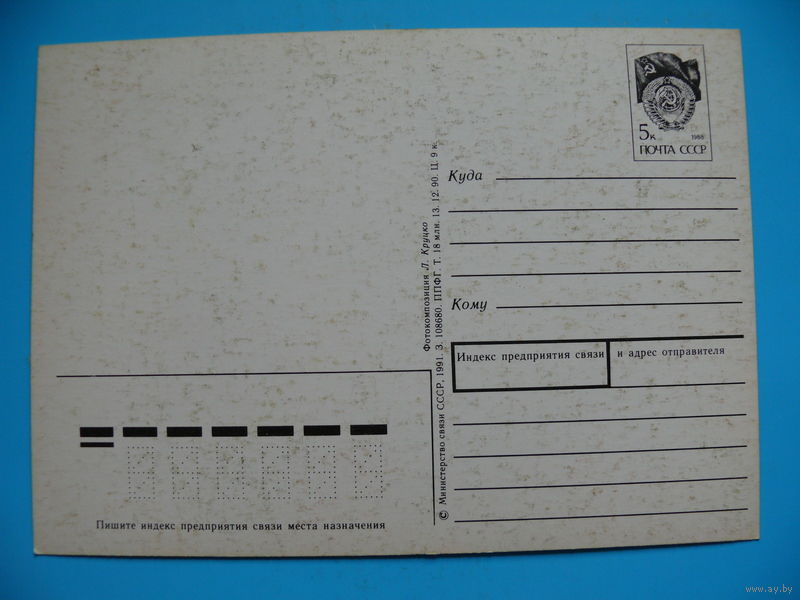 5к 1988
ПОЧТА СССР
Куда
Кому
Индекс предприятия связи и адрес отправителя
Фотокомпозиция Л. Круцко
© Министерство связи СССР, 1991. З. 108680. ППФГ. Т. 18 млн. 13. 12. 90. Ц. 9 к.
Пишите индекс предприятия связи места назначения
www.ay.by